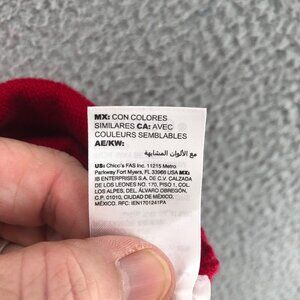 MX: CON COLORES
SIMILARES CA: AVEC
COULEURS SEMBLABLES
AE/KW:
مع الألوان المشابهة
US: Chico's FAS Inc. 11215 Metro
Parkway Fort Myers, FL 33966 USA MX:
IB ENTERPRISES S.A. DE C.V. CALZADA
DE LOS LEONES NO. 170, PISO 1, COL.
LOS ALPES, DEL. ÁLVARO OBREGÓN,
C.P. 01010, CIUDAD DE MÉXICO,
MÉXICO. RFC: IEN1701241PA